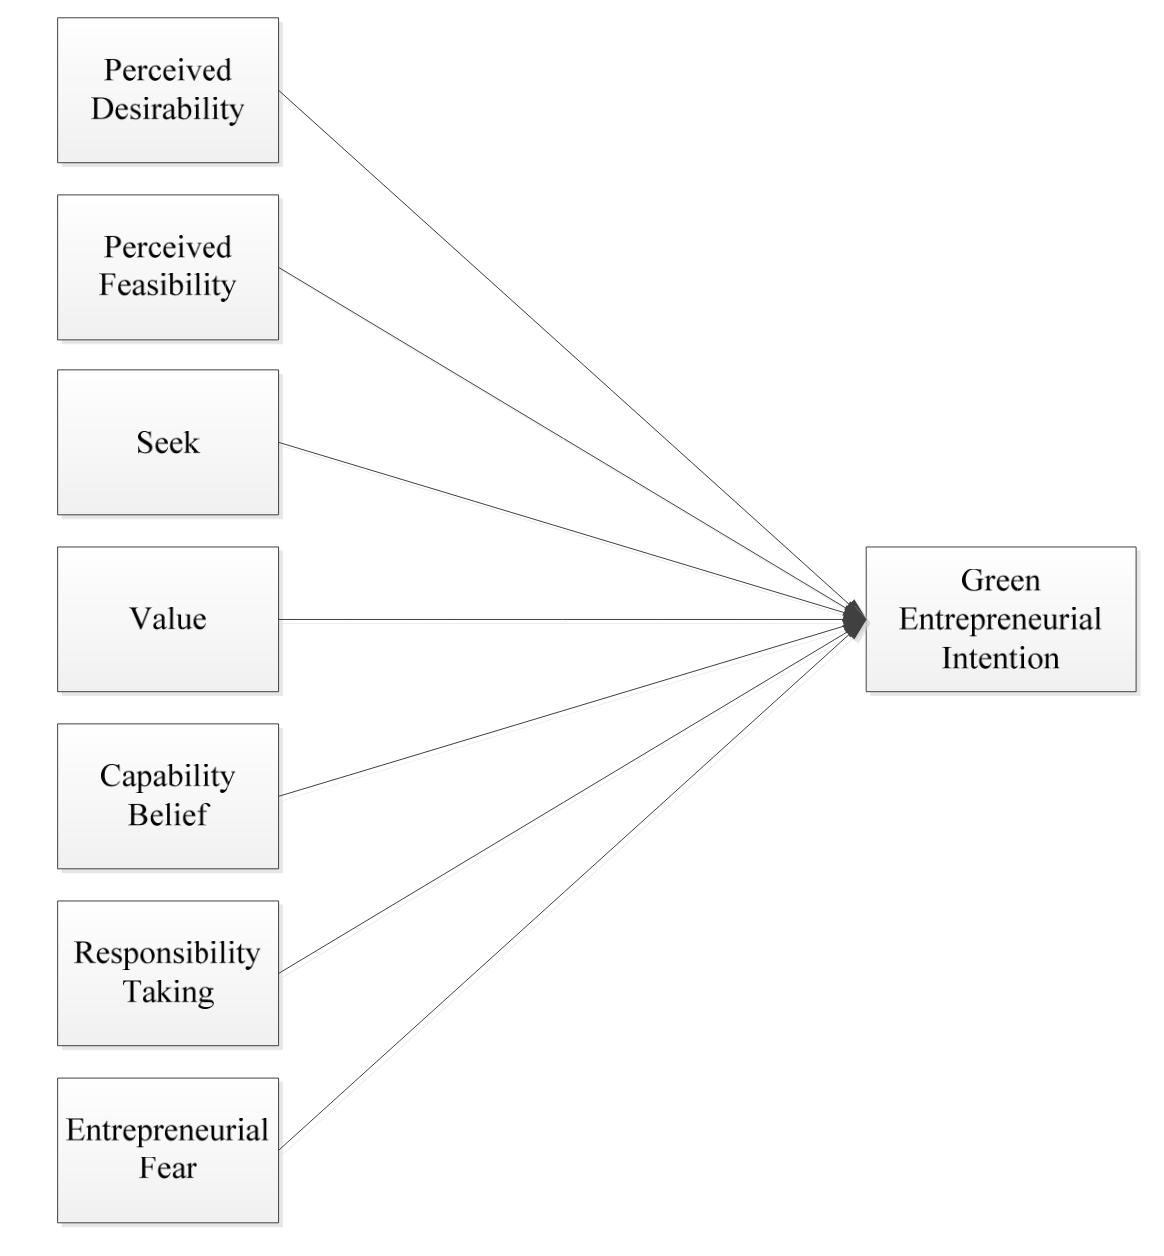 Perceived
Desirability
Perceived
Feasibility
Seek
Value
Capability
Belief
Responsibility
Taking
Entrepreneurial
Fear
Green
Entrepreneurial
Intention